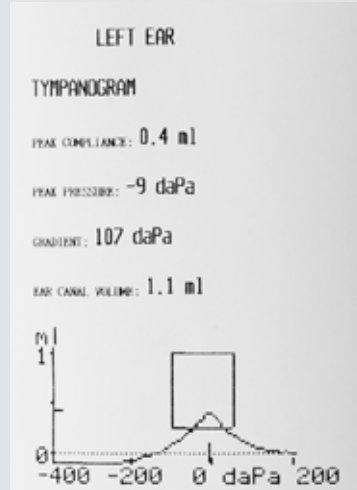 LEFT EAR
TYMPANOGRAM
PEAK COMPLIANCE: 0.4 ml
PEAK PRESSURE: -9 daPa
GRADIENT: 107 daPa
EAR CANAL VOLUME: 1.1 ml
ml
1
0
-400 -200 0 daPa 200